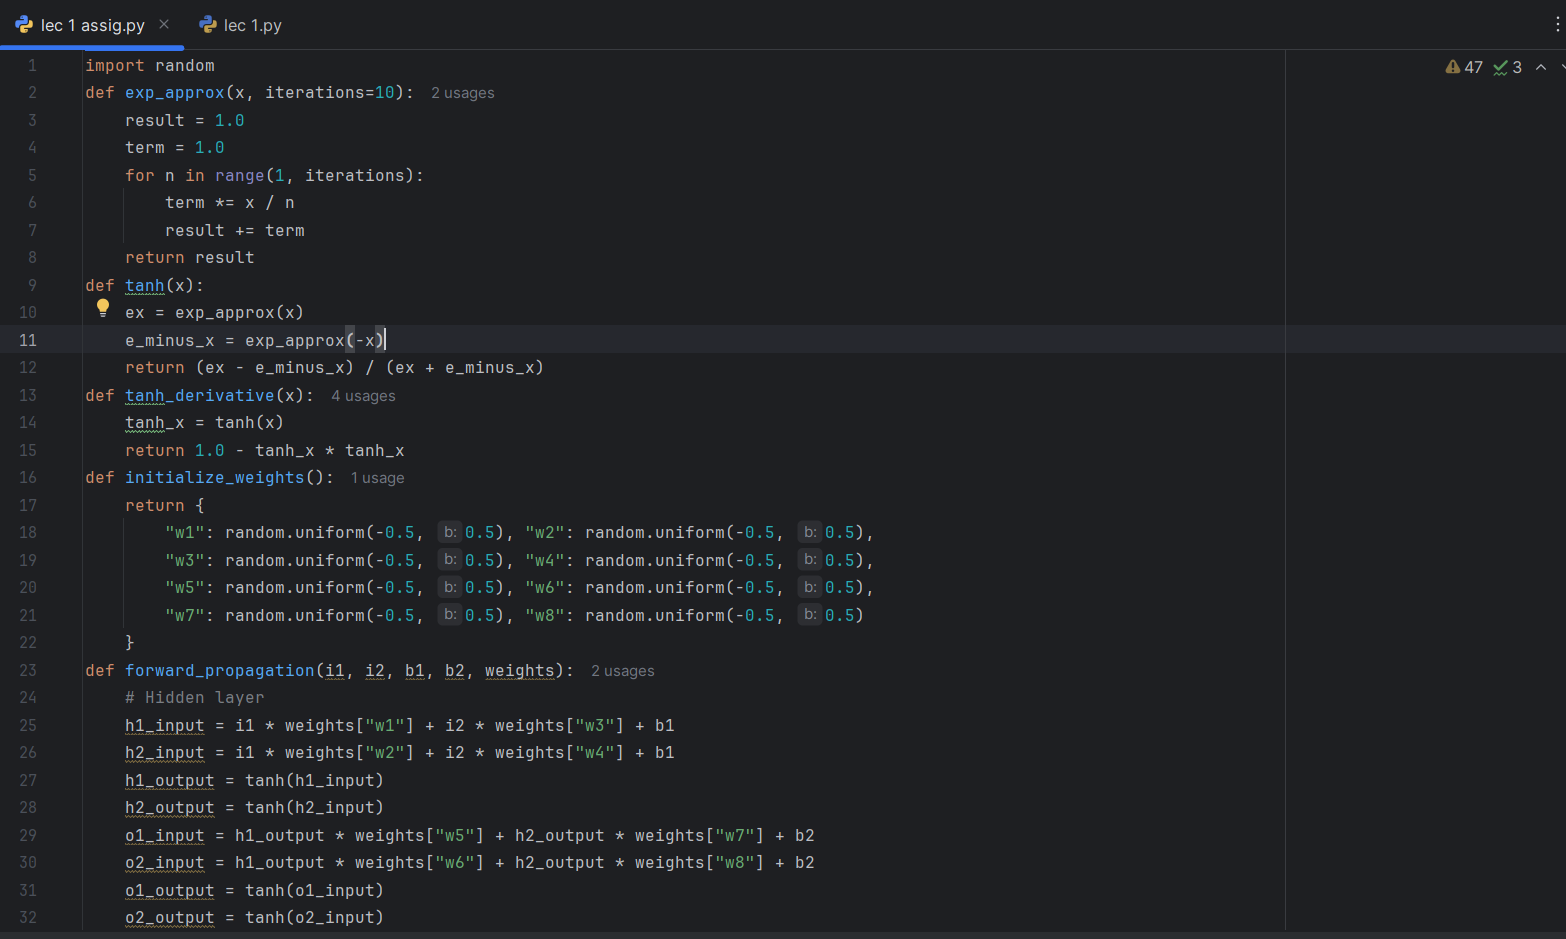 lec 1 assig.py lec 1.py
47 3
1 import random
2 def exp_approx(x, iterations=10): 2 usages
3     result = 1.0
4     term = 1.0
5     for n in range(1, iterations):
6         term *= x / n
7         result += term
8     return result
9 def tanh(x):
10     ex = exp_approx(x)
11     e_minus_x = exp_approx(-x)
12     return (ex - e_minus_x) / (ex + e_minus_x)
13 def tanh_derivative(x): 4 usages
14     tanh_x = tanh(x)
15     return 1.0 - tanh_x * tanh_x
16 def initialize_weights(): 1 usage
17     return {
18         "w1": random.uniform(-0.5, b: 0.5), "w2": random.uniform(-0.5, b: 0.5),
19         "w3": random.uniform(-0.5, b: 0.5), "w4": random.uniform(-0.5, b: 0.5),
20         "w5": random.uniform(-0.5, b: 0.5), "w6": random.uniform(-0.5, b: 0.5),
21         "w7": random.uniform(-0.5, b: 0.5), "w8": random.uniform(-0.5, b: 0.5)
22     }
23 def forward_propagation(i1, i2, b1, b2, weights): 2 usages
24     # Hidden layer
25     h1_input = i1 * weights["w1"] + i2 * weights["w3"] + b1
26     h2_input = i1 * weights["w2"] + i2 * weights["w4"] + b1
27     h1_output = tanh(h1_input)
28     h2_output = tanh(h2_input)
29     o1_input = h1_output * weights["w5"] + h2_output * weights["w7"] + b2
30     o2_input = h1_output * weights["w6"] + h2_output * weights["w8"] + b2
31     o1_output = tanh(o1_input)
32     o2_output = tanh(o2_input)